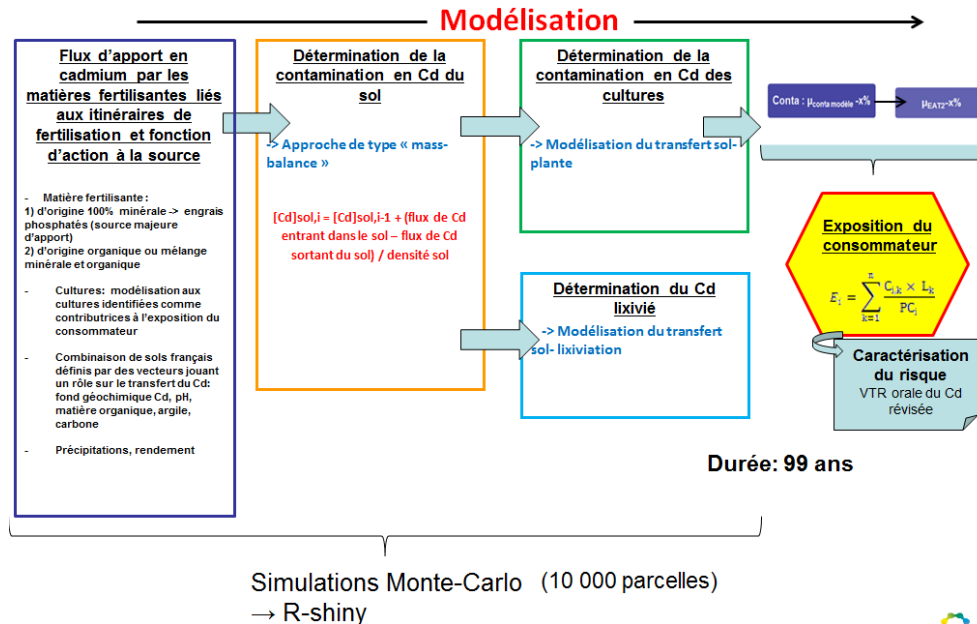 Modélisation
Flux d'apport en
cadmium par les
matières fertilisantes liés
aux itinéraires de
fertilisation et fonction
d'action à la source
- Matière fertilisante :
1) d'origine 100% minérale -> engrais
phosphatés (source majeure
d'apport)
2) d'origine organique ou mélange
minérale et organique
- Cultures: modélisation aux
cultures identifiées comme
contributrices à l'exposition du
consommateur
- Combinaison de sols français
définis par des vecteurs jouant
un rôle sur le transfert du Cd:
fond géochimique Cd, pH,
matière organique, argile,
carbone
- Précipitations, rendement
Détermination de la
contamination en Cd du
sol
-> Approche de type « mass-
balance »
[Cd]sol,i = [Cd]sol,i-1 + (flux de Cd
entrant dans le sol – flux de Cd
sortant du sol) / densité sol
Détermination de la
contamination en Cd des
cultures
-> Modélisation du transfert sol-
plante
Détermination du Cd
lixivié
-> Modélisation du transfert
sol- lixiviation
Conta : μconta modèle -x%
μEAT2-x%
Exposition du
consommateur
E_i = \sum_{k=1}^{n} \frac{C_{i,k} × L_k}{PC_i}
Caractérisation
du risque
VTR orale du Cd
révisée
Durée: 99 ans
Simulations Monte-Carlo (10 000 parcelles)
→ R-shiny